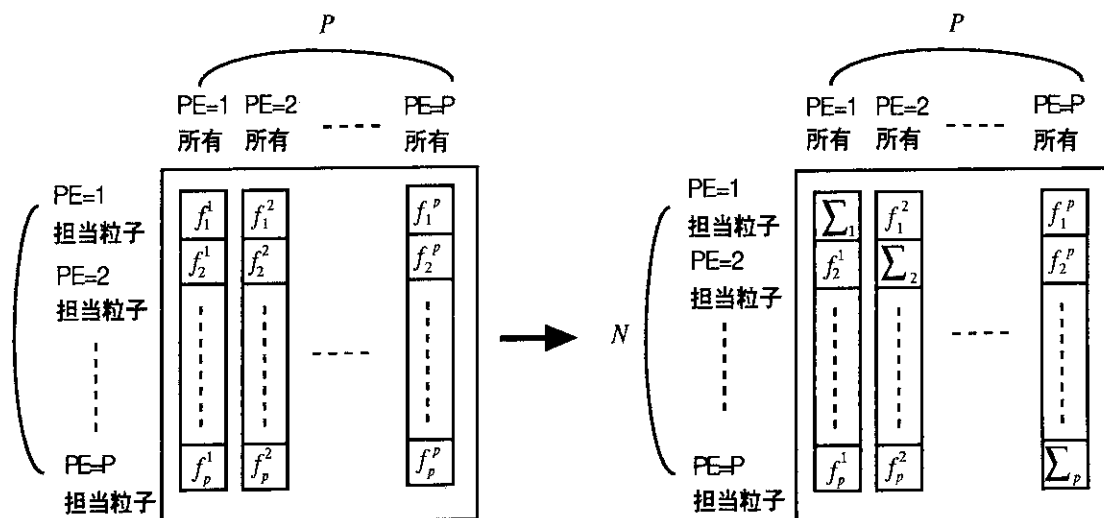 P
PE=1 PE=2 ----- PE=P
所有 所有 所有
PE=1
担当粒子
PE=2
担当粒子
PE=P
担当粒子
f_1^1 f_1^2 f_1^p
f_2^1 f_2^2 f_2^p
f_p^1 f_p^2 f_p^p
P
PE=1 PE=2 ----- PE=P
所有 所有 所有
N
PE=1
担当粒子
PE=2
担当粒子
PE=P
担当粒子
∑_1 f_1^2 f_1^p
f_2^1 ∑_2 f_2^p
f_p^1 f_p^2 ∑_p